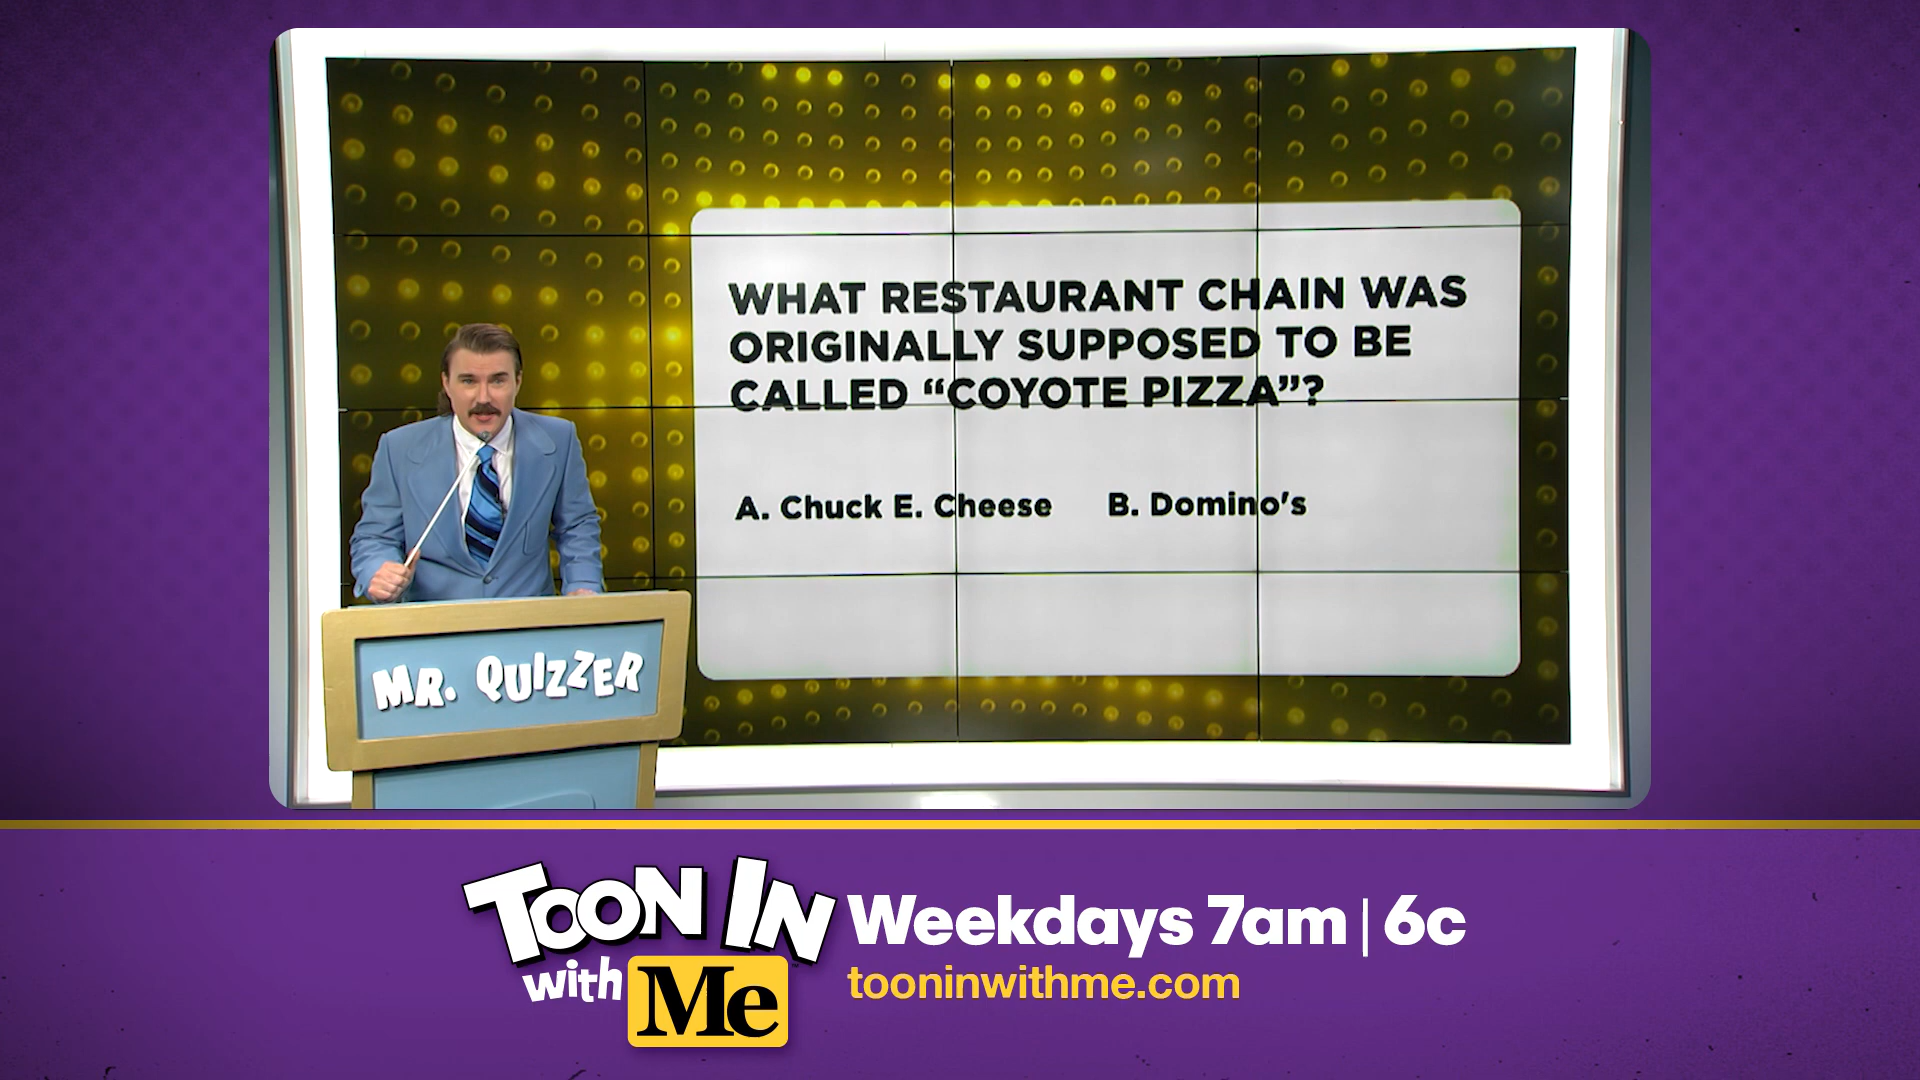 WHAT RESTAURANT CHAIN WAS
ORIGINALLY SUPPOSED TO BE
CALLED “COYOTE PIZZA”?
A. Chuck E. Cheese B. Domino's
MR. QUIZZER
TOON IN
with Me
Weekdays 7am | 6c
tooninwithme.com